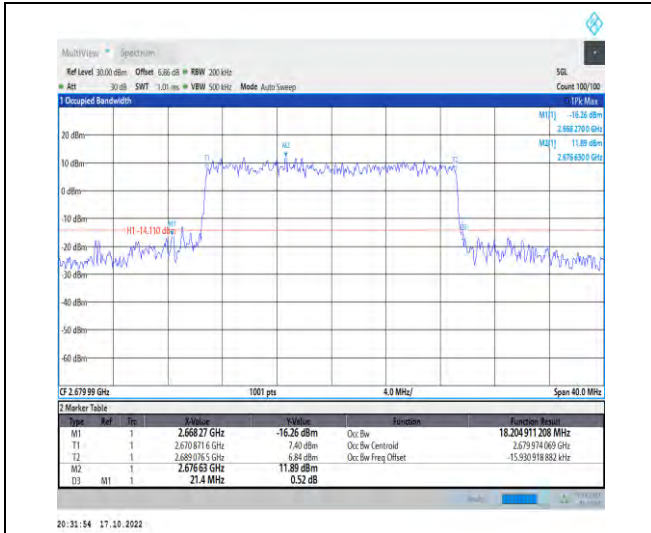 MultiView Spectrum
Ref Level 30.00 dBm Offset 6.86 dB RBW 200 kHz SGL
Att 30 dB SWT 1.01 ms VBW 500 kHz Mode Auto Sweep Count 100/100
1 Occupied Bandwidth 1Pk Max
M1[1] -16.26 dBm
2.668 2700 GHz
M2[1] 11.89 dBm
2.676 6300 GHz
20 dBm
M2
T1 T2
10 dBm
0 dBm
-10 dBm
H1 -14.110 dBm
M1
D3
-20 dBm
-30 dBm
-40 dBm
-50 dBm
-60 dBm
CF 2.679 99 GHz 1001 pts 4.0 MHz/ Span 40.0 MHz
2 Marker Table
Type Ref Trc X-Value Y-Value Function Function Result
M1 1 2.668 27 GHz -16.26 dBm Occ Bw 18.204 911 208 MHz
T1 1 2.670 871 6 GHz 7.40 dBm Occ Bw Centroid 2.679 974 069 GHz
T2 1 2.689 076 5 GHz 6.84 dBm Occ Bw Freq Offset -15.930 918 882 kHz
M2 1 2.676 63 GHz 11.89 dBm
D3 M1 1 21.4 MHz 0.52 dB
20:31:54 17.10.2022